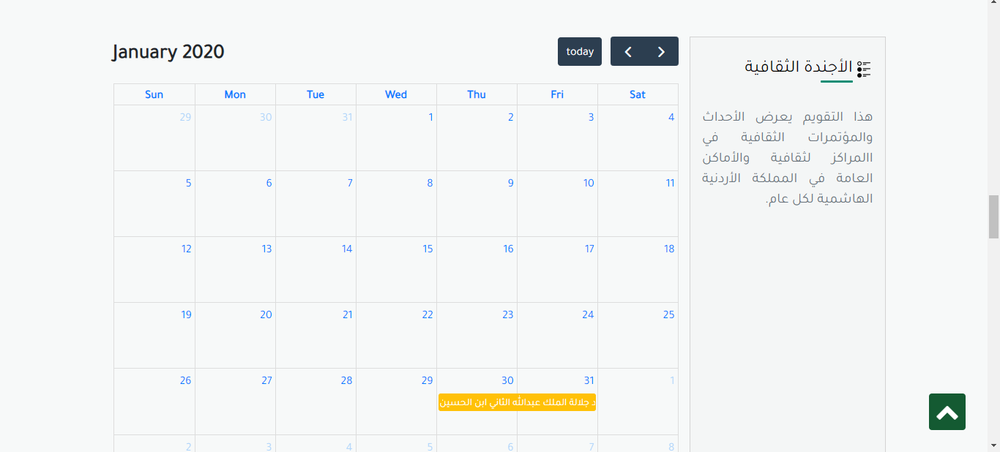 January 2020
today
الأجندة الثقافية
هذا التقويم يعرض الأحداث
والمؤتمرات الثقافية في
االمراكز لثقافية والأماكن
العامة في المملكة الأردنية
الهاشمية لكل عام.
Sun Mon Tue Wed Thu Fri Sat
29 30 31 1 2 3 4
5 6 7 8 9 10 11
12 13 14 15 16 17 18
19 20 21 22 23 24 25
26 27 28 29 30 31 1
جلالة الملك عبدالله الثاني ابن الحسين
2 3 4 5 6 7 8